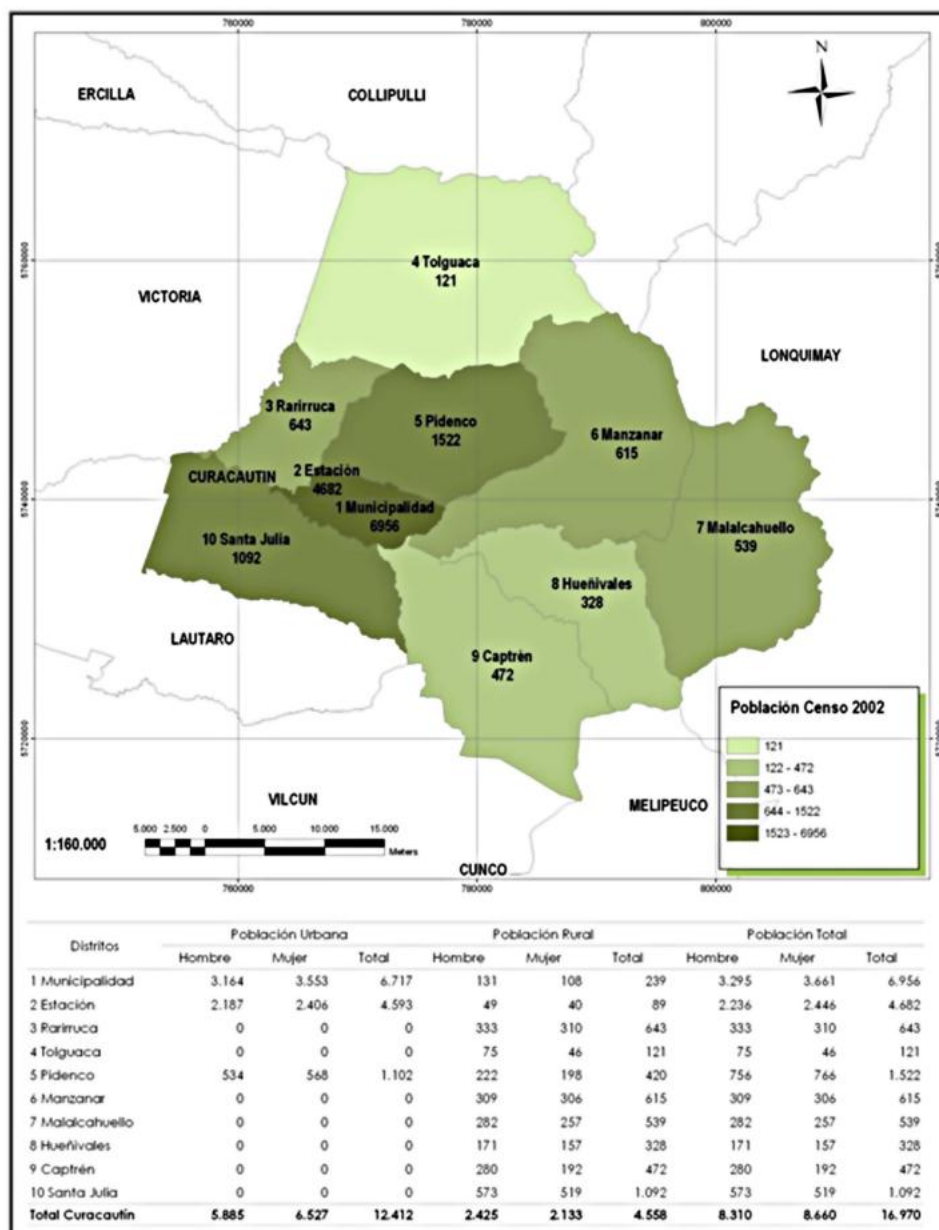 760000 780000 800000
N
ERCILLA
COLLIPULLI
5760000
4 Tolguaca
121
VICTORIA
LONQUIMAY
3 Rarirruca
643
5 Pidenco
1522
6 Manzanar
615
2 Estación
4682
CURACAUTIN
5740000
1 Municipalidad
6956
7 Malalcahuello
539
10 Santa Julia
1092
8 Hueñivales
328
LAUTARO
9 Captrén
472
5720000
Población Censo 2002
121
122 - 472
473 - 643
644 - 1522
1523 - 6956
VILCUN
MELIPEUCO
5.000 2.500 0 5.000 10.000 15.000
Meters
1:160.000
CUNCO
760000 780000 800000
Distritos Población Urbana Población Rural Población Total
Hombre Mujer Total Hombre Mujer Total Hombre Mujer Total
1 Municipalidad 3.164 3.553 6.717 131 108 239 3.295 3.661 6.956
2 Estación 2.187 2.406 4.593 49 40 89 2.236 2.446 4.682
3 Rarirruca 0 0 0 333 310 643 333 310 643
4 Tolguaca 0 0 0 75 46 121 75 46 121
5 Pidenco 534 568 1.102 222 198 420 756 766 1.522
6 Manzanar 0 0 0 309 306 615 309 306 615
7 Malalcahuello 0 0 0 282 257 539 282 257 539
8 Hueñivales 0 0 0 171 157 328 171 157 328
9 Captrén 0 0 0 280 192 472 280 192 472
10 Santa Julia 0 0 0 573 519 1.092 573 519 1.092
Total Curacautín 5.885 6.527 12.412 2.425 2.133 4.558 8.310 8.660 16.970